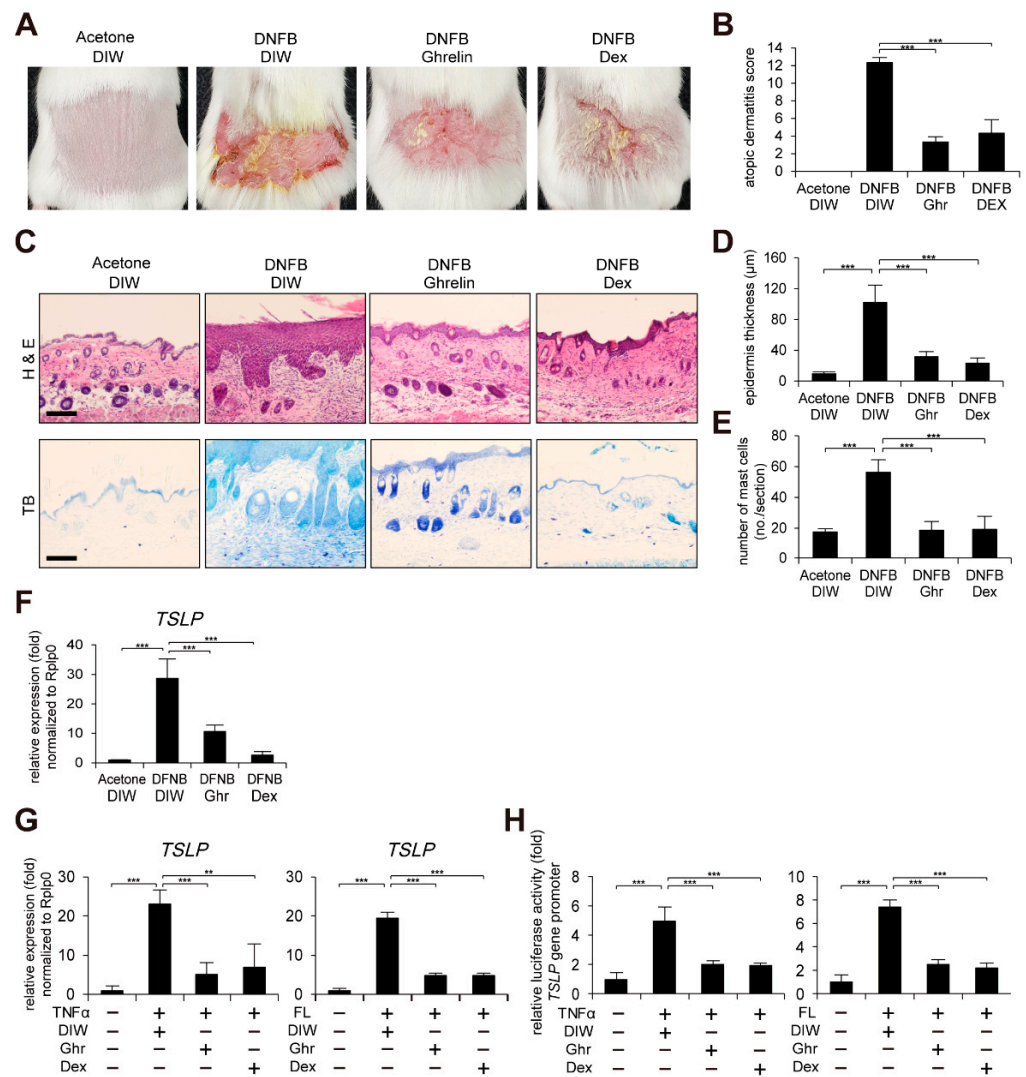 A
Acetone
DIW
DNFB
DIW
DNFB
Ghrelin
DNFB
Dex
B
atopic dermatitis score
14
12
10
8
6
4
2
0
***
***
Acetone
DIW
DNFB
DIW
DNFB
Ghr
DNFB
DEX
C
Acetone
DIW
DNFB
DIW
DNFB
Ghrelin
DNFB
Dex
H & E
TB
D
epidermis thickness (μm)
160
120
80
40
0
***
***
***
Acetone
DIW
DNFB
DIW
DNFB
Ghr
DNFB
Dex
E
number of mast cells
(no./section)
80
60
40
20
0
***
***
***
Acetone
DIW
DNFB
DIW
DNFB
Ghr
DNFB
Dex
F
TSLP
relative expression (fold)
normalized to Rplp0
40
30
20
10
0
***
***
***
Acetone
DIW
DFNB
DIW
DFNB
Ghr
DFNB
Dex
G
TSLP
relative expression (fold)
normalized to Rplp0
30
20
10
0
***
***
**
TNFα − + + +
DIW − + − −
Ghr − − + −
Dex − − − +
TSLP
30
20
10
0
***
***
***
FL − + + +
DIW − + − −
Ghr − − + −
Dex − − − +
H
relative luciferase activity (fold)
TSLP gene promoter
8
7
6
5
4
3
2
1
0
***
***
***
TNFα − + + +
DIW − + − −
Ghr − − + −
Dex − − − +
10
8
6
4
2
0
***
***
***
FL − + + +
DIW − + − −
Ghr − − + −
Dex − − − +